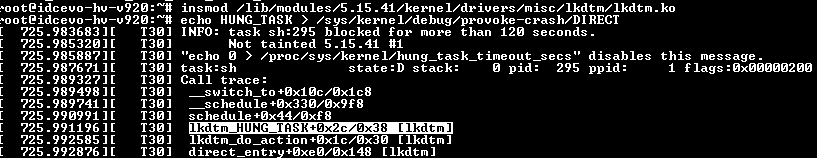 root@idcevo-hv-v920:~# insmod /lib/modules/5.15.41/kernel/drivers/misc/lkdtm/lkdtm.ko
root@idcevo-hv-v920:~# echo HUNG_TASK > /sys/kernel/debug/provoke-crash/DIRECT
[  725.983683][   T30] INFO: task sh:295 blocked for more than 120 seconds.
[  725.985320][   T30]       Not tainted 5.15.41 #1
[  725.985887][   T30] "echo 0 > /proc/sys/kernel/hung_task_timeout_secs" disables this message.
[  725.987671][   T30] task:sh              state:D stack:    0 pid:  295 ppid:     1 flags:0x00000200
[  725.989327][   T30] Call trace:
[  725.989498][   T30]  __switch_to+0x10c/0x1c8
[  725.989741][   T30]  __schedule+0x330/0x9f8
[  725.990991][   T30]  schedule+0x44/0xf8
[  725.991196][   T30]  lkdtm_HUNG_TASK+0x2c/0x38 [lkdtm]
[  725.992585][   T30]  lkdtm_do_action+0x1c/0x30 [lkdtm]
[  725.992876][   T30]  direct_entry+0xe0/0x148 [lkdtm]